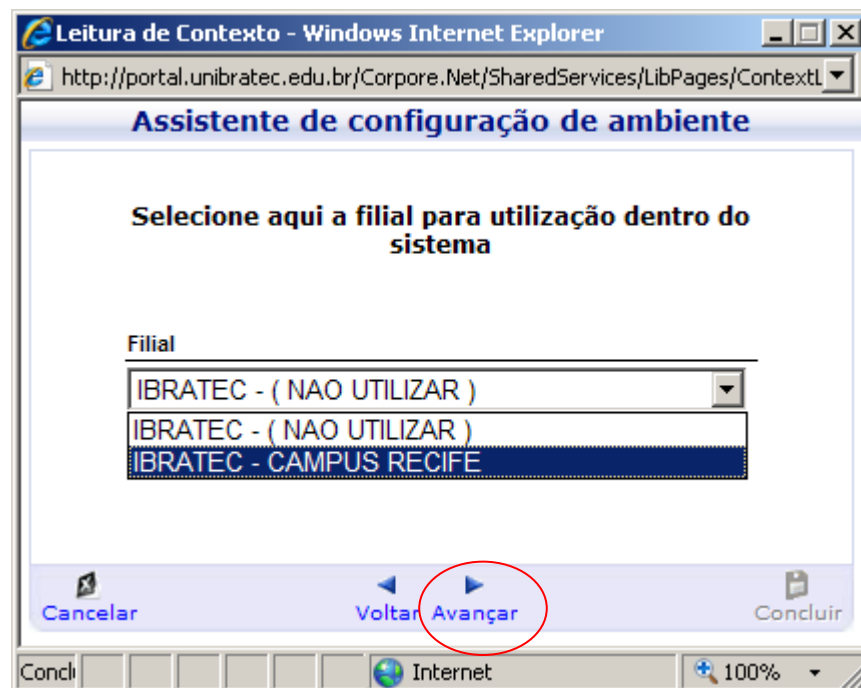 Leitura de Contexto - Windows Internet Explorer
http://portal.unibratec.edu.br/Corpore.Net/SharedServices/LibPages/ContextL
Assistente de configuração de ambiente
Selecione aqui a filial para utilização dentro do
sistema
Filial
IBRATEC - ( NAO UTILIZAR )
IBRATEC - ( NAO UTILIZAR )
IBRATEC - CAMPUS RECIFE
Cancelar Voltar Avançar Concluir
Conclu Internet 100%